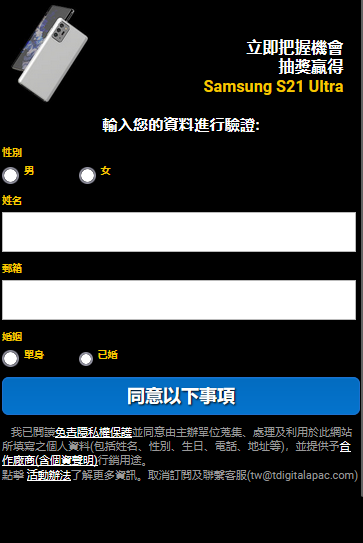 立即把握機會
抽獎贏得
Samsung S21 Ultra
輸入您的資料進行驗證:
性別
男 女
姓名
郵箱
婚姻
單身 已婚
同意以下事項
我已閱讀免責隱私權保護並同意由主辦單位蒐集、處理及利用於此網站
所填寫之個人資料(包括姓名、性別、生日、電話、地址等)，並提供予合
作廠商(含個資聲明)行銷用途。
點擊 活動辦法了解更多資訊。取消訂閱及聯繫客服(tw@tdigitalapac.com)